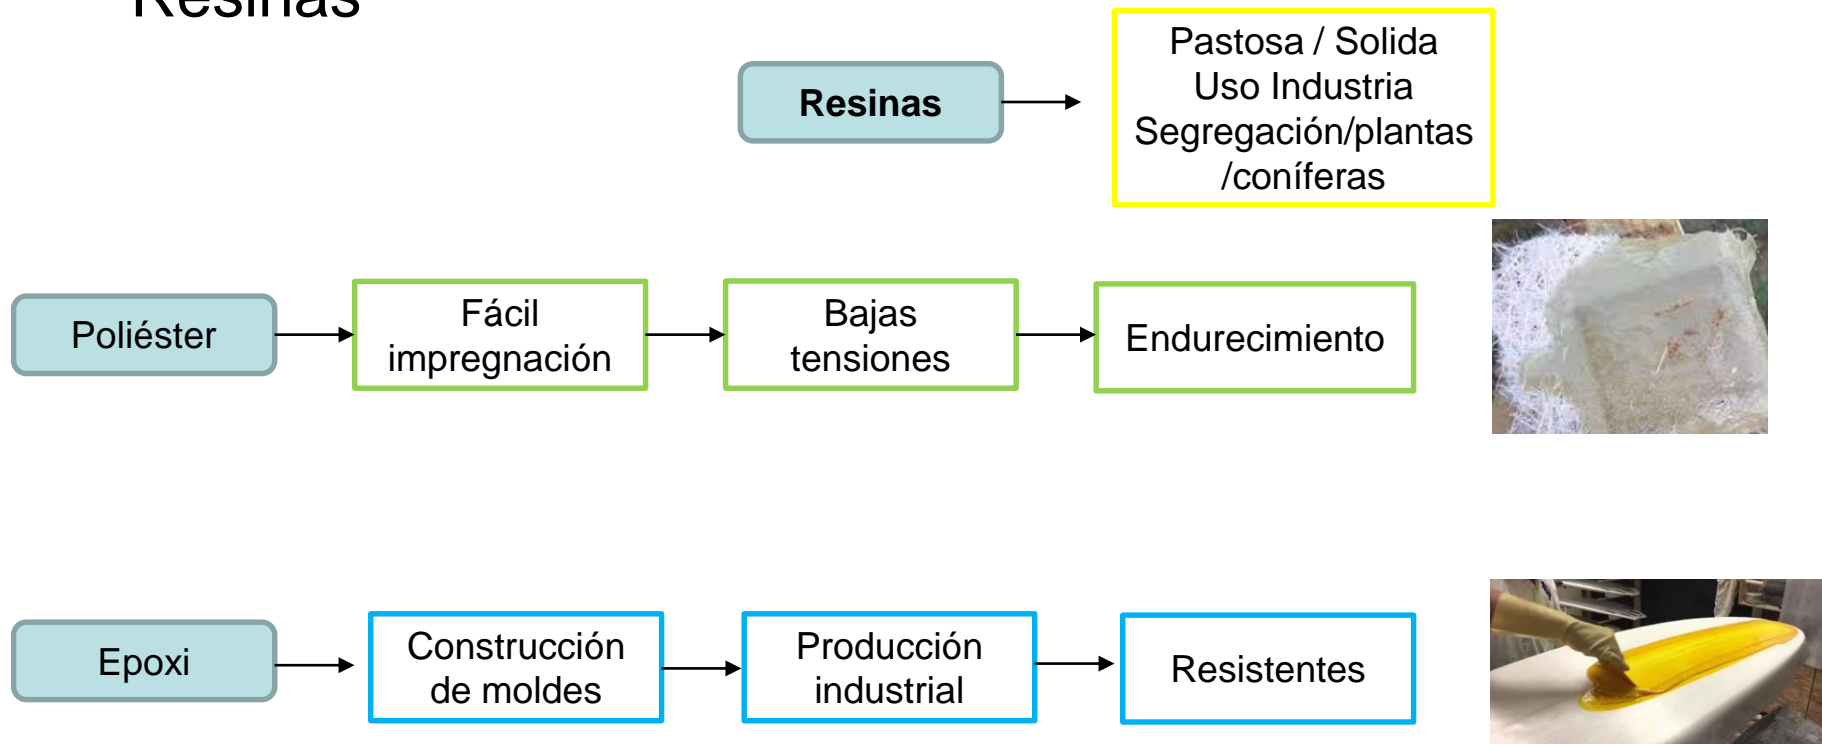 Resinas
Resinas
Pastosa / Solida
Uso Industria
Segregación/plantas
/coníferas
Poliéster
Fácil
impregnación
Bajas
tensiones
Endurecimiento
Epoxi
Construcción
de moldes
Producción
industrial
Resistentes